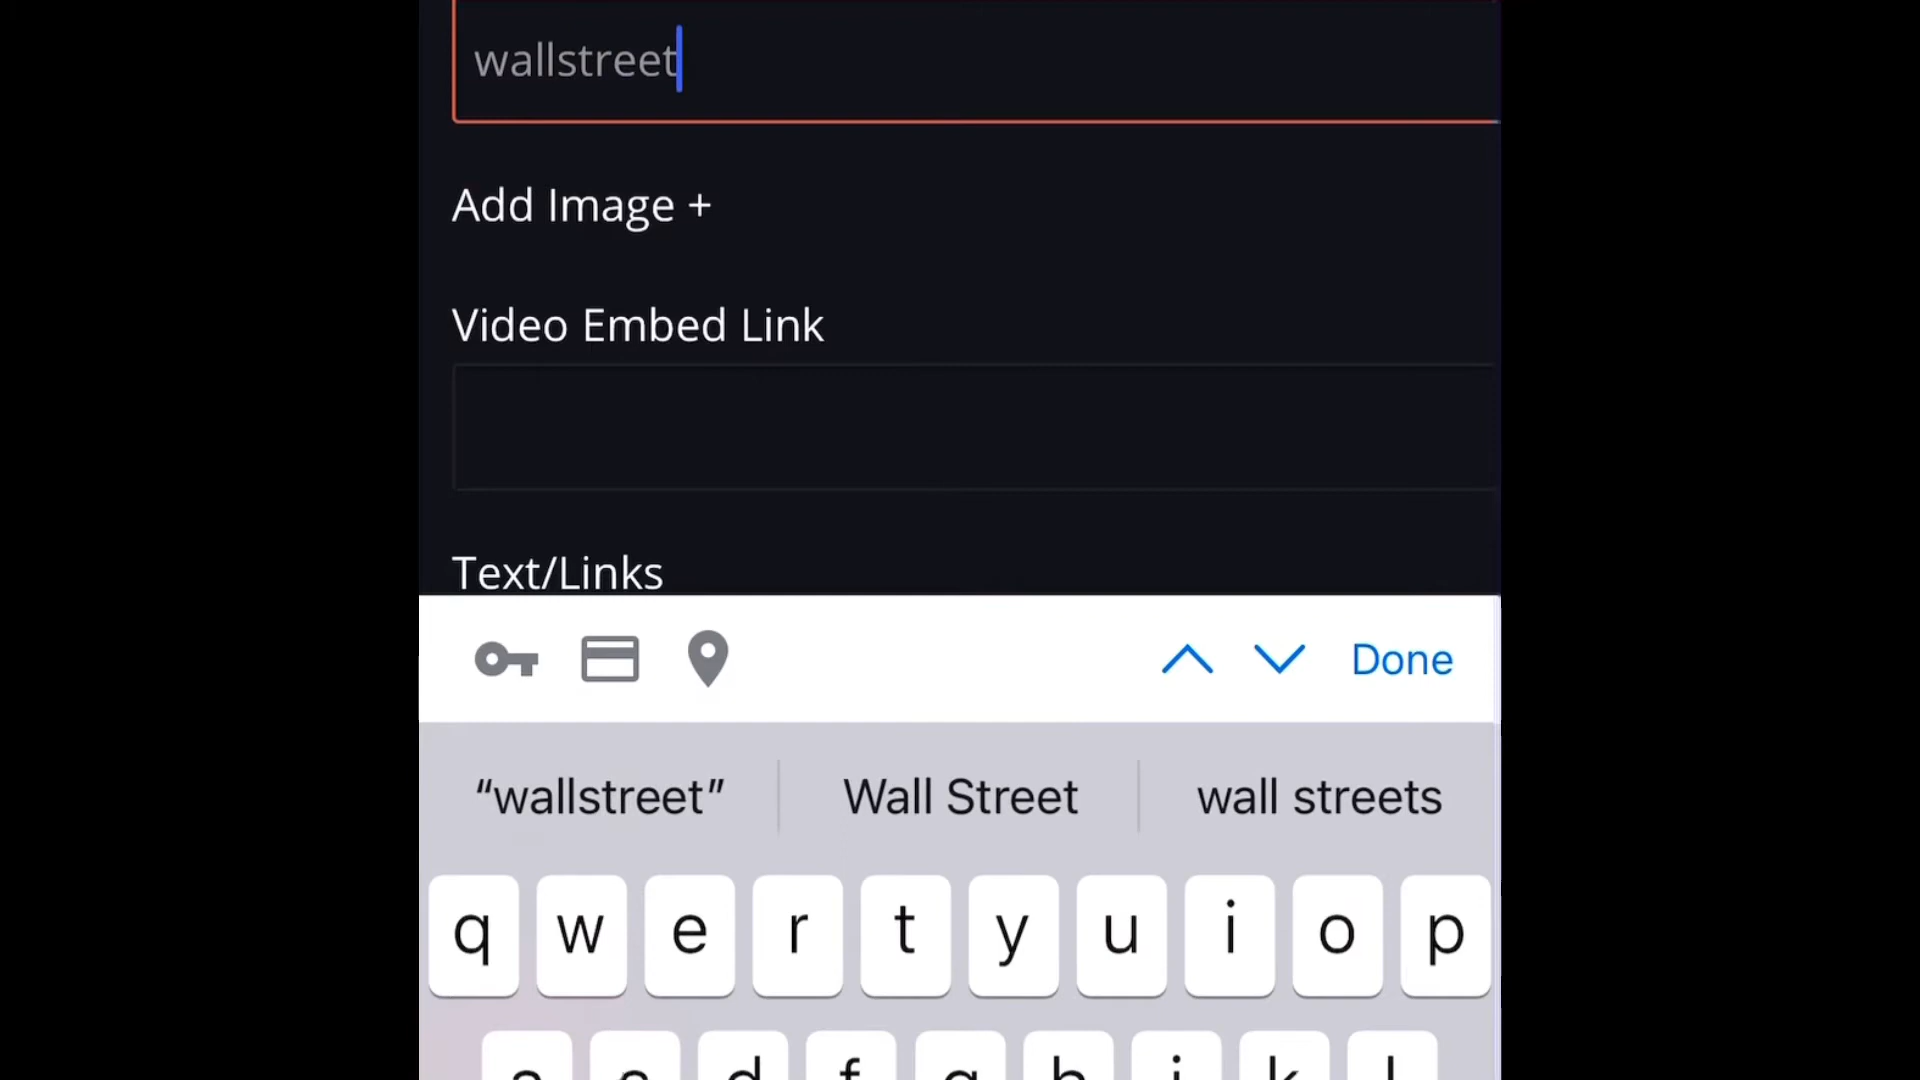 wallstreet
Add Image +
Video Embed Link
Text/Links
Done
“wallstreet” Wall Street wall streets
q w e r t y u i o p
a s d f g h j k l